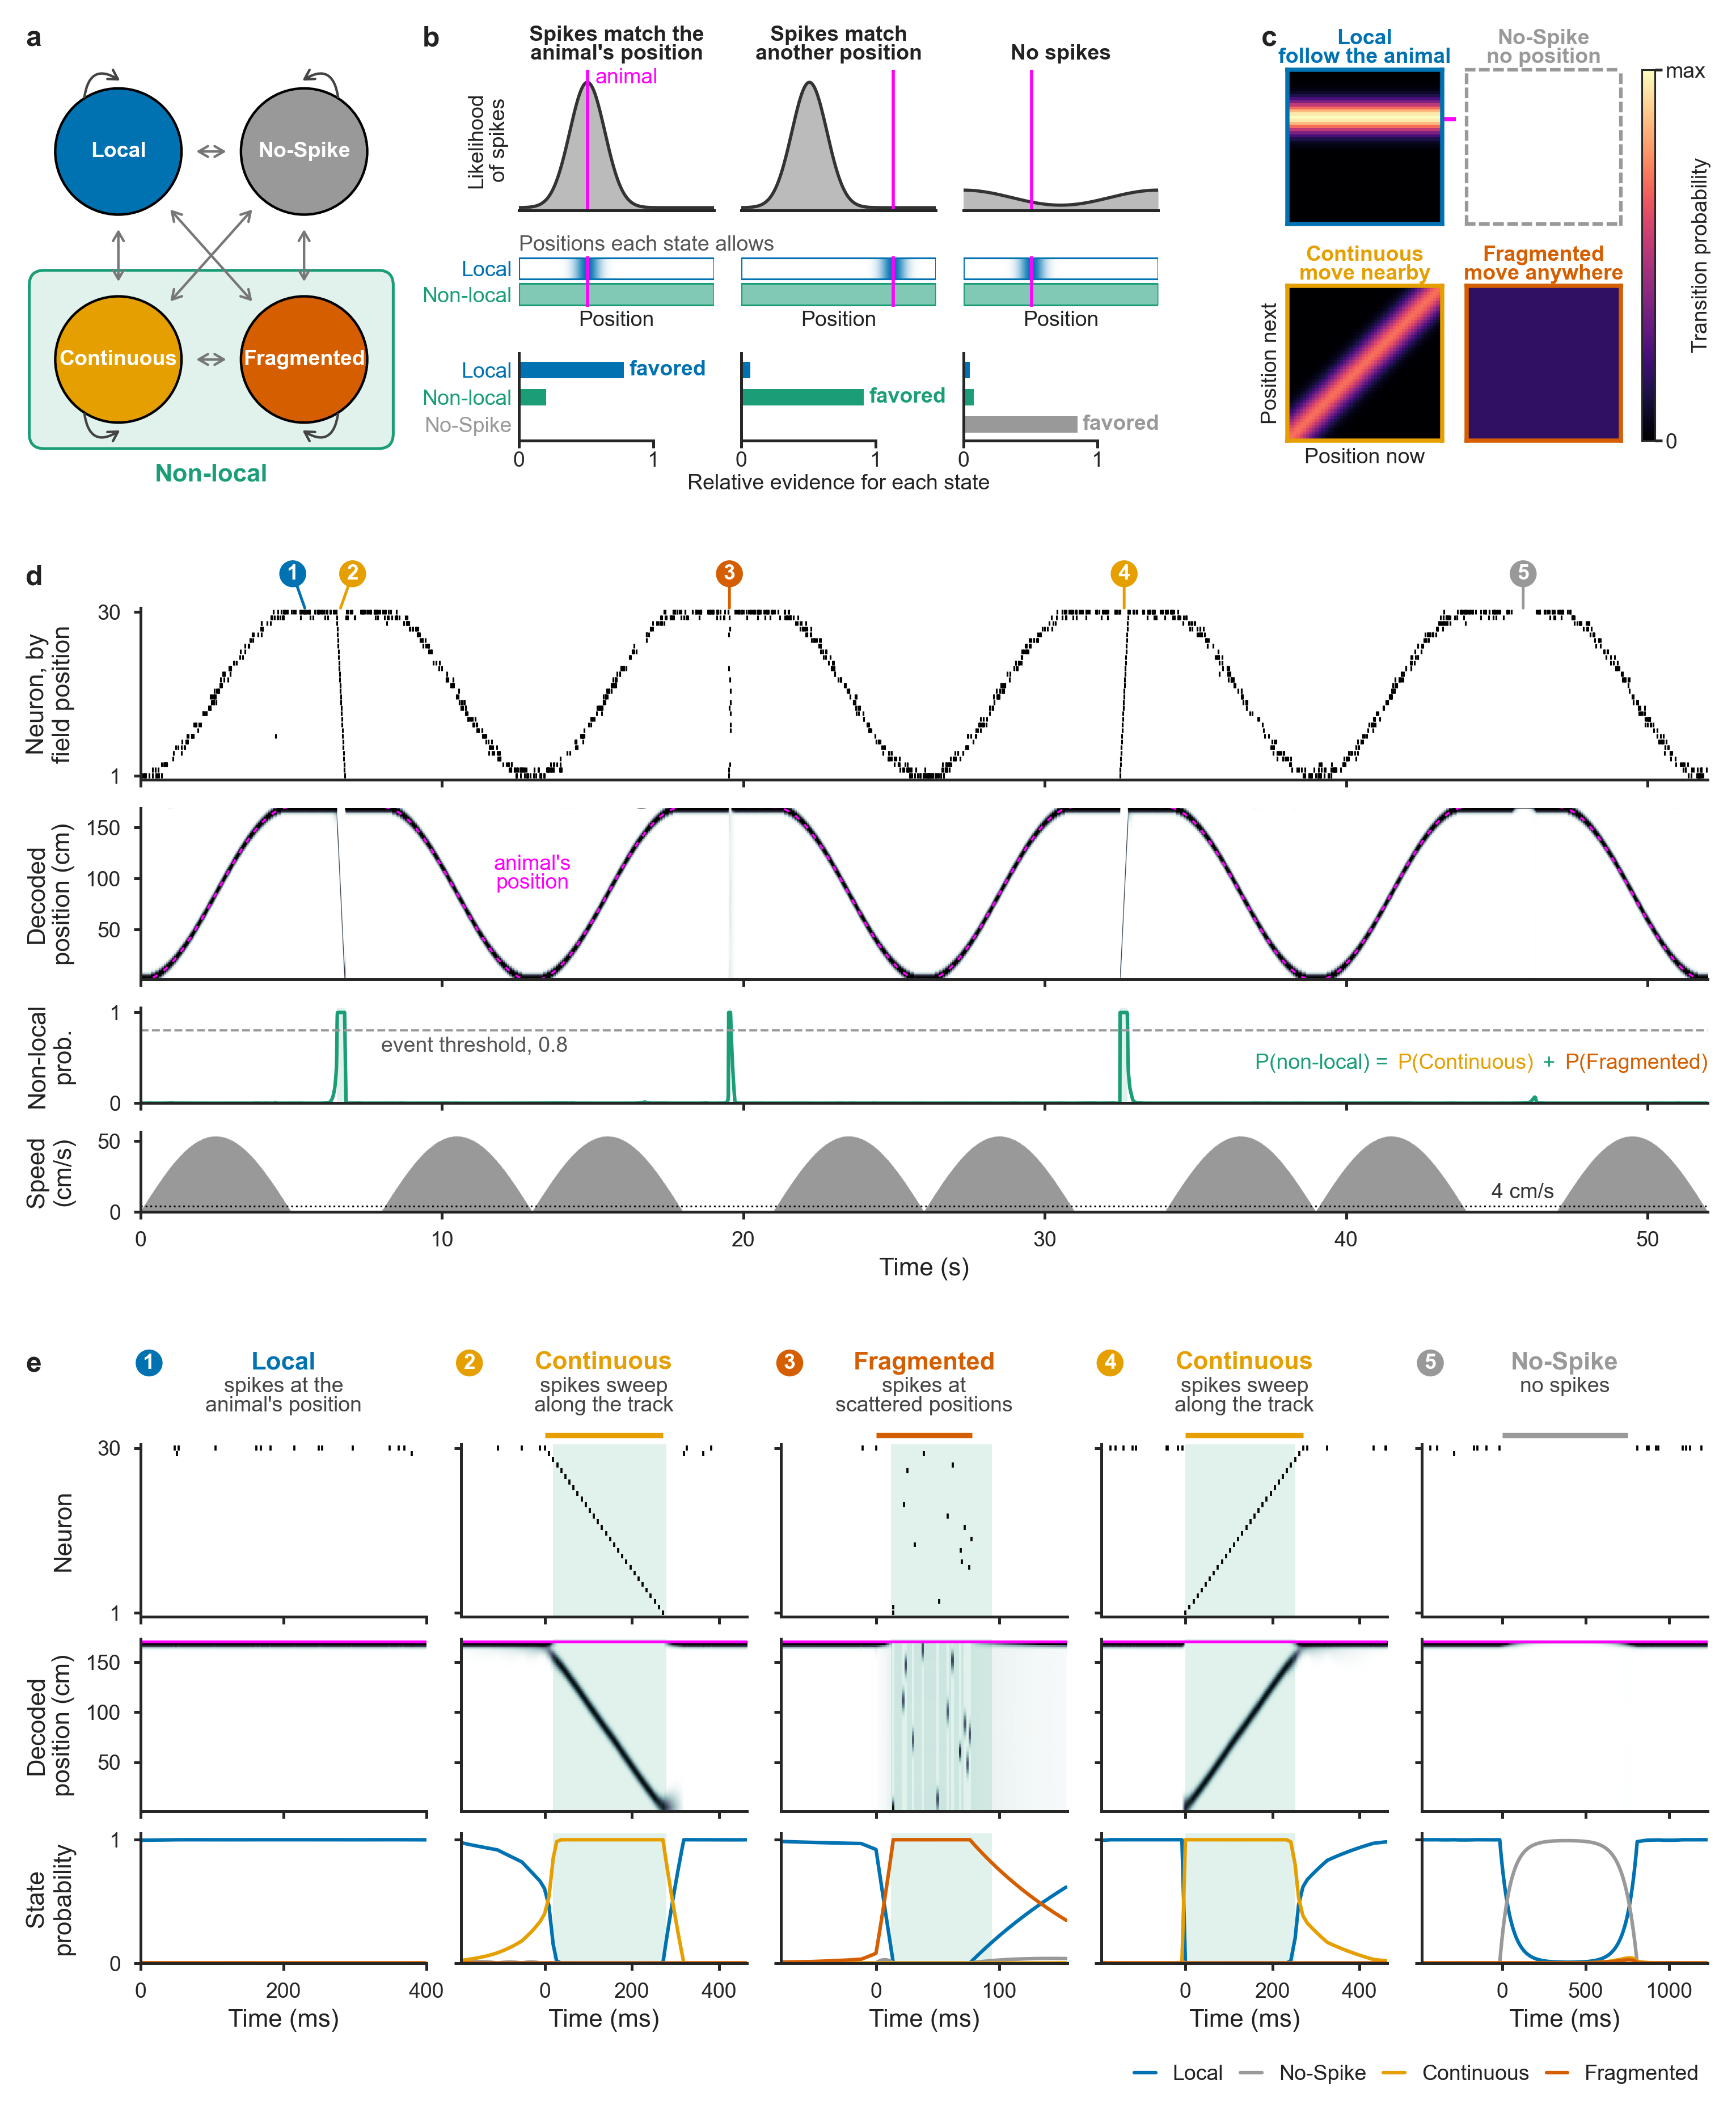 a
Local
No-Spike
Continuous
Fragmented
Non-local
b
Spikes match the
animal's position
Spikes match
another position
No spikes
animal
Likelihood
of spikes
Positions each state allows
Local
Non-local
Position
Position
Position
Local
favored
Non-local
favored
No-Spike
favored
0
1
0
1
0
1
Relative evidence for each state
c
Local
follow the animal
No-Spike
no position
Continuous
move nearby
Fragmented
move anywhere
Position next
Position now
max
0
Transition probability
d
1
2
3
4
5
Neuron, by
field position
30
1
Decoded
position (cm)
150
100
50
animal's
position
Non-local
prob.
1
0
event threshold, 0.8
P(non-local) = P(Continuous) + P(Fragmented)
Speed
(cm/s)
50
0
4 cm/s
0
10
20
30
40
50
Time (s)
e
1
Local
spikes at the
animal's position
2
Continuous
spikes sweep
along the track
3
Fragmented
spikes at
scattered positions
4
Continuous
spikes sweep
along the track
5
No-Spike
no spikes
Neuron
30
1
Decoded
position (cm)
150
100
50
State
probability
1
0
0
200
400
Time (ms)
0
200
400
Time (ms)
0
100
Time (ms)
0
200
400
Time (ms)
0
500
1000
Time (ms)
Local
No-Spike
Continuous
Fragmented